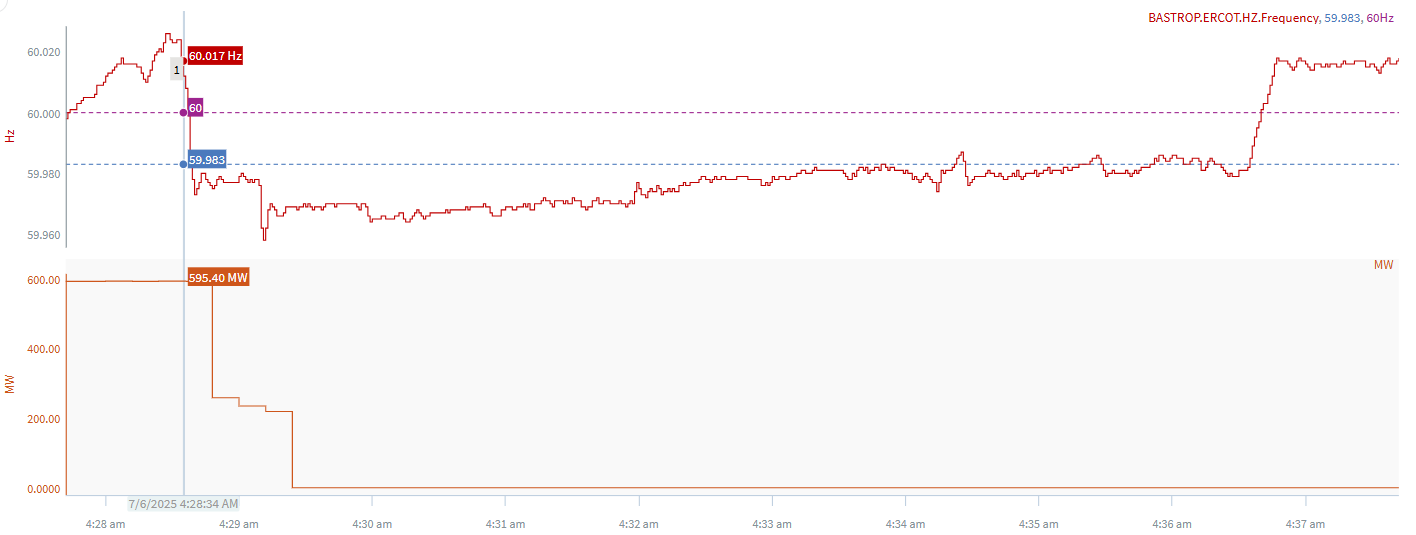 BASTROP.ERCOT.HZ.Frequency, 59.983, 60Hz
60.020
60.017 Hz
1
60.000
60
Hz
59.983
59.980
59.960
MW
600.00
595.40 MW
400.00
MW
200.00
0.0000
7/6/2025 4:28:34 AM
4:28 am 4:29 am 4:30 am 4:31 am 4:32 am 4:33 am 4:34 am 4:35 am 4:36 am 4:37 am